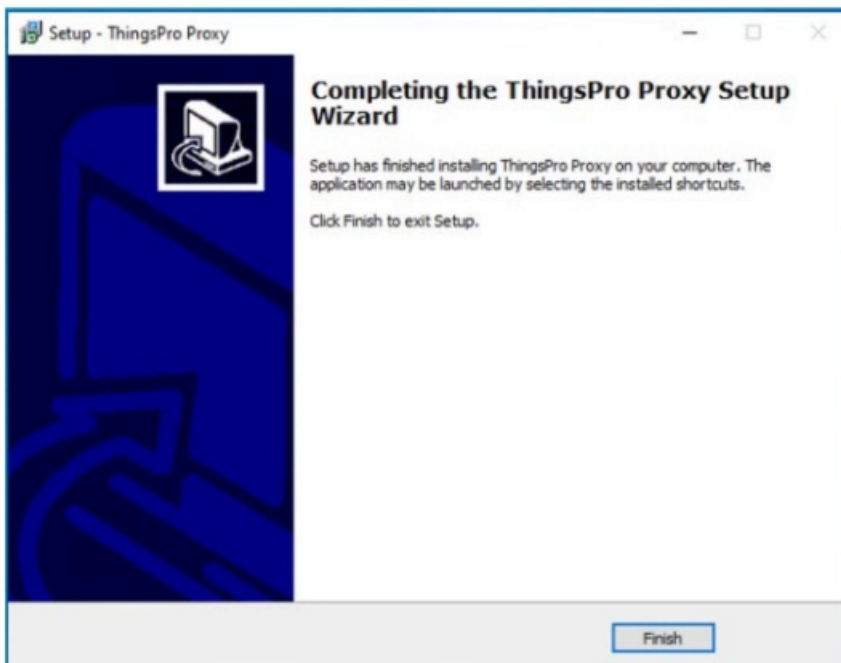 Setup - ThingsPro Proxy
Completing the ThingsPro Proxy Setup
Wizard
Setup has finished installing ThingsPro Proxy on your computer. The
application may be launched by selecting the installed shortcuts.
Click Finish to exit Setup.
Finish